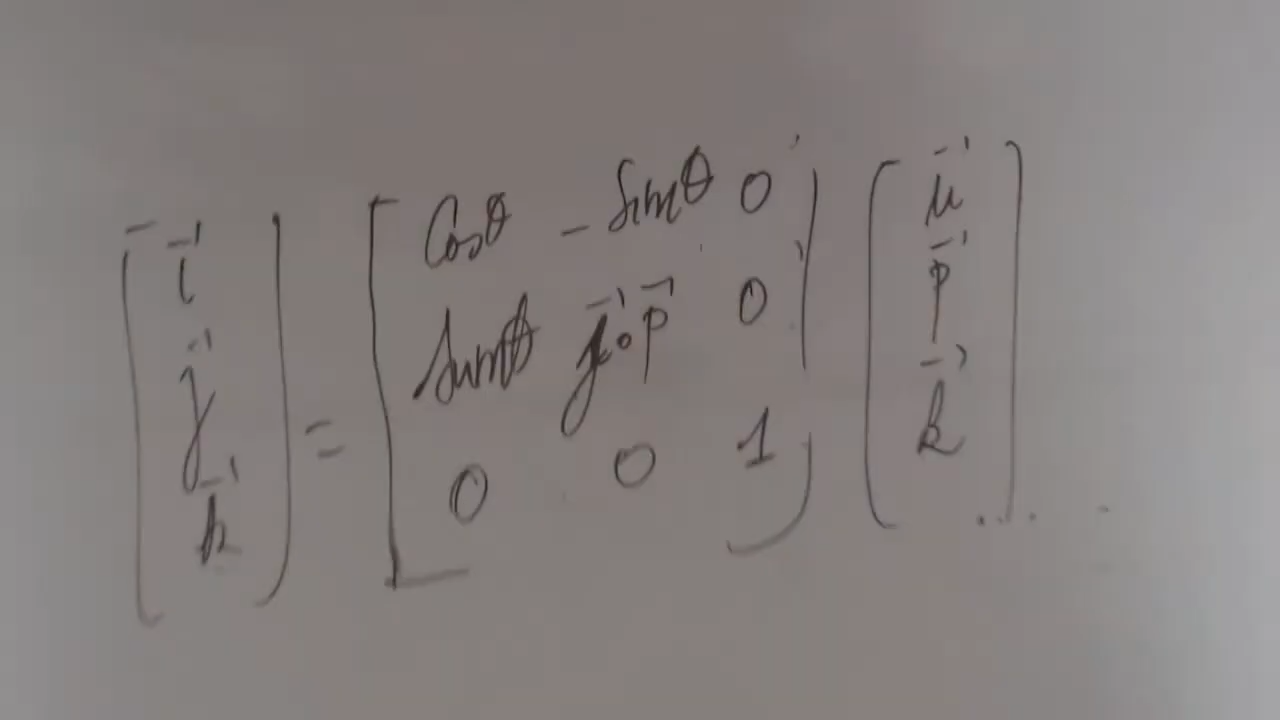 [i⃗ j⃗ k⃗] = [Cosθ - Sinθ 0
Sinθ j⃗∘p⃗ 0
0 0 1] [u⃗ p⃗ k⃗]